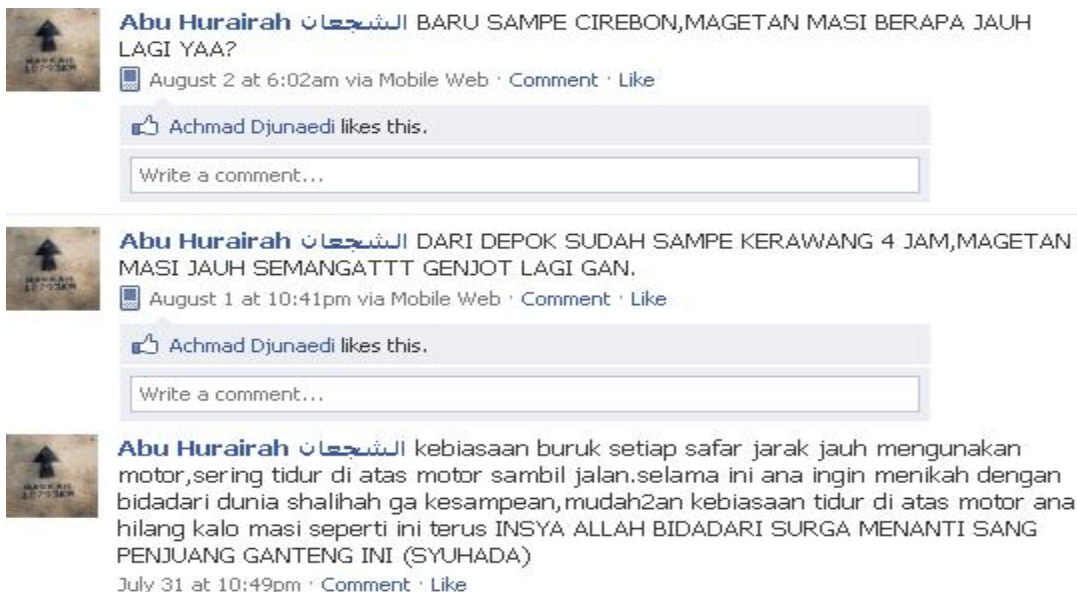 Abu Hurairah الشجعان BARU SAMPE CIREBON,MAGETAN MASI BERAPA JAUH
LAGI YAA?
August 2 at 6:02am via Mobile Web · Comment · Like
Achmad Djunaedi likes this.
Write a comment...
Abu Hurairah الشجعان DARI DEPOK SUDAH SAMPE KERAWANG 4 JAM,MAGETAN
MASI JAUH SEMANGATTT GENJOT LAGI GAN.
August 1 at 10:41pm via Mobile Web · Comment · Like
Achmad Djunaedi likes this.
Write a comment...
Abu Hurairah الشجعان kebiasaan buruk setiap safar jarak jauh mengunakan
motor,sering tidur di atas motor sambil jalan.selama ini ana ingin menikah dengan
bidadari dunia shalihah ga kesampean,mudah2an kebiasaan tidur di atas motor ana
hilang kalo masi seperti ini terus INSYA ALLAH BIDADARI SURGA MENANTI SANG
PENJUANG GANTENG INI (SYUHADA)
July 31 at 10:49pm · Comment · Like